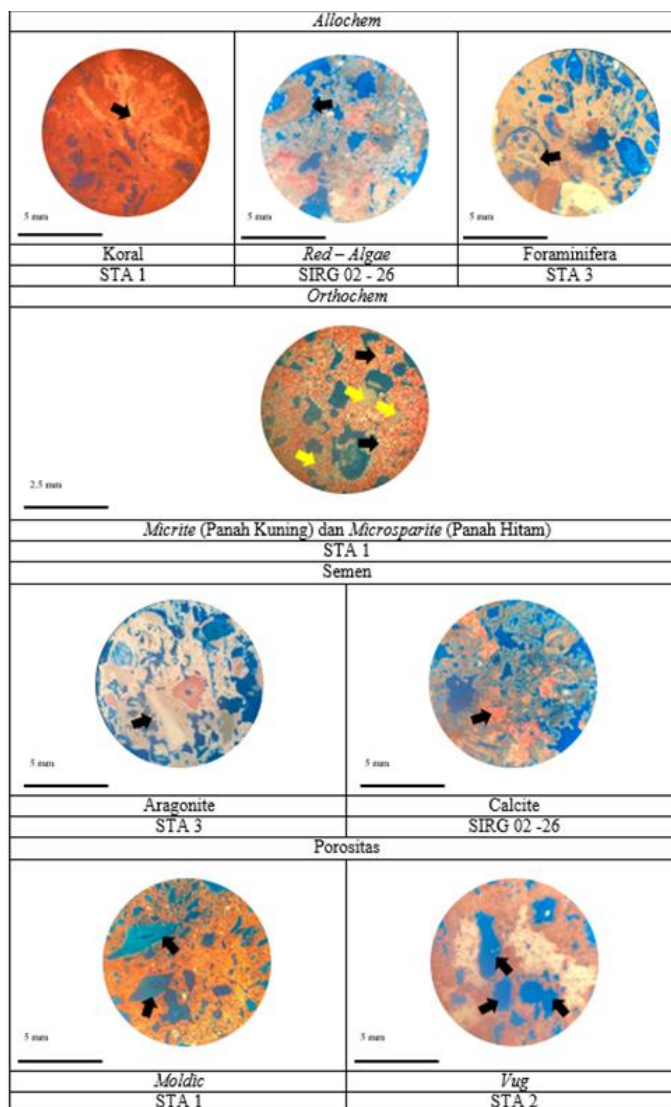 Allochem
5 mm
5 mm
5 mm
Koral
Red – Algae
Foraminifera
STA 1
SIRG 02 - 26
STA 3
Orthochem
2.5 mm
Micrite (Panah Kuning) dan Microsparite (Panah Hitam)
STA 1
Semen
5 mm
5 mm
Aragonite
Calcite
STA 3
SIRG 02 -26
Porositas
5 mm
5 mm
Moldic
Vug
STA 1
STA 2